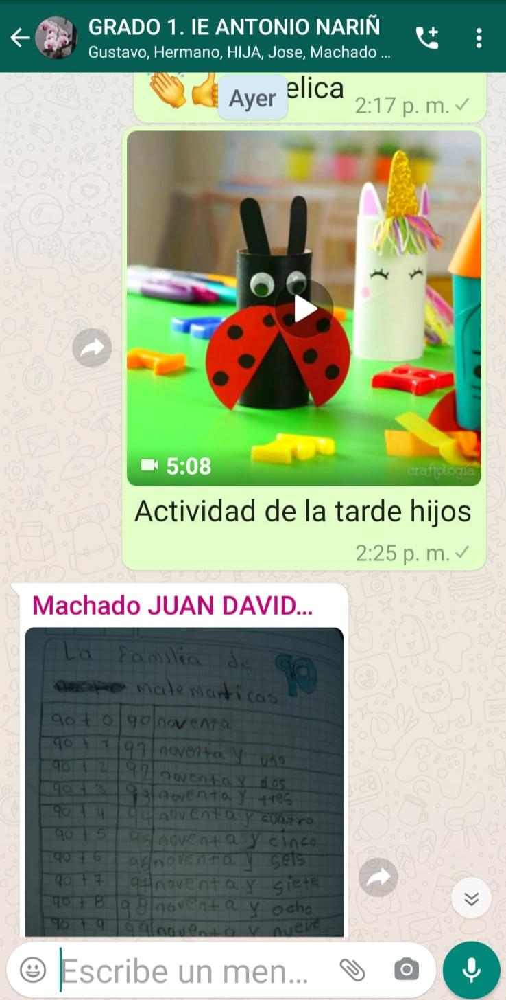 GRADO 1. IE ANTONIO NARIÑ
Gustavo, Hermano, HIJA, Jose, Machado ...
Ayer
elica
2:17 p. m.
5:08
craftología
Actividad de la tarde hijos
2:25 p. m.
Machado JUAN DAVID...
La Familia de 90
matematicas
90 + 0 90 noventa
90 + 1 91 noventa y uno
90 + 2 92 noventa y dos
90 + 3 93 noventa y tres
90 + 4 94 noventa y cuatro
90 + 5 95 noventa y cinco
90 + 6 96 noventa y seis
90 + 7 97 noventa y siete
90 + 8 98 noventa y ocho
90 + 9 99 noventa y nueve
Escribe un men...